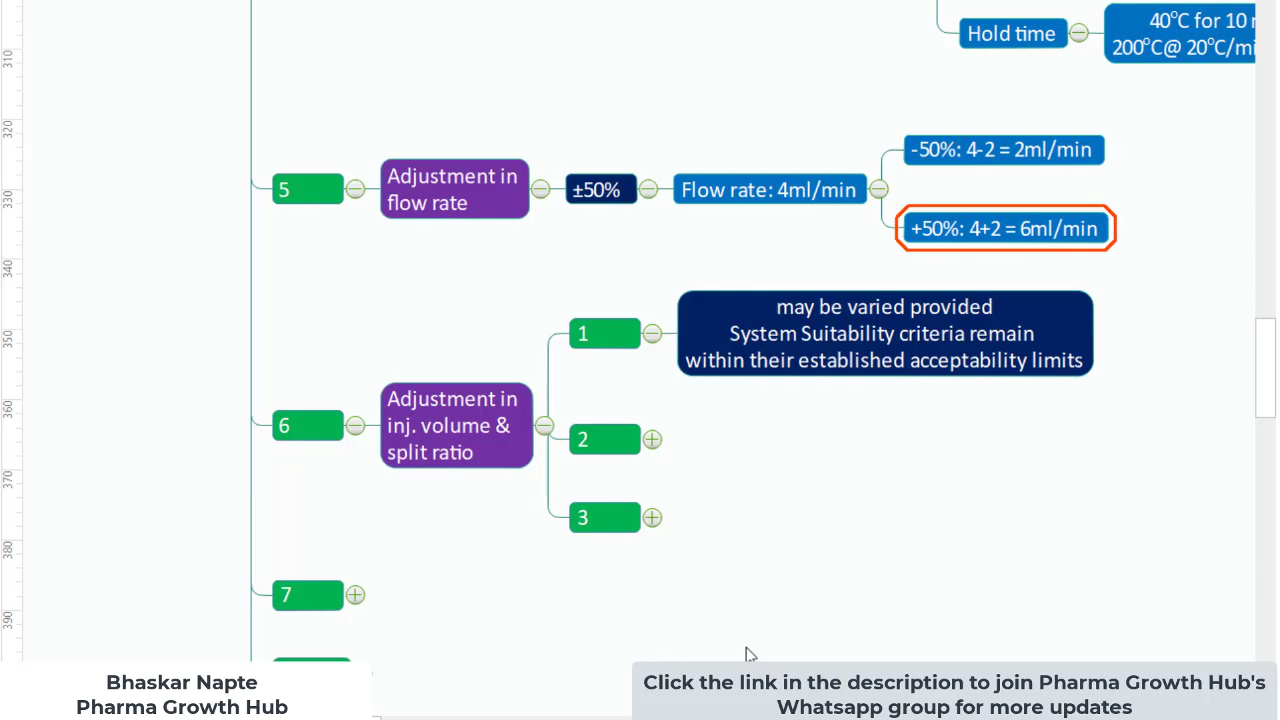 Hold time
40°C for 10
200°C@ 20°C/mi
310
320
330
340
350
360
370
380
390
5
Adjustment in
flow rate
±50%
Flow rate: 4ml/min
-50%: 4-2 = 2ml/min
+50%: 4+2 = 6ml/min
6
Adjustment in
inj. volume &
split ratio
1
may be varied provided
System Suitability criteria remain
within their established acceptability limits
2
3
7
Bhaskar Napte
Pharma Growth Hub
Click the link in the description to join Pharma Growth Hub's
Whatsapp group for more updates